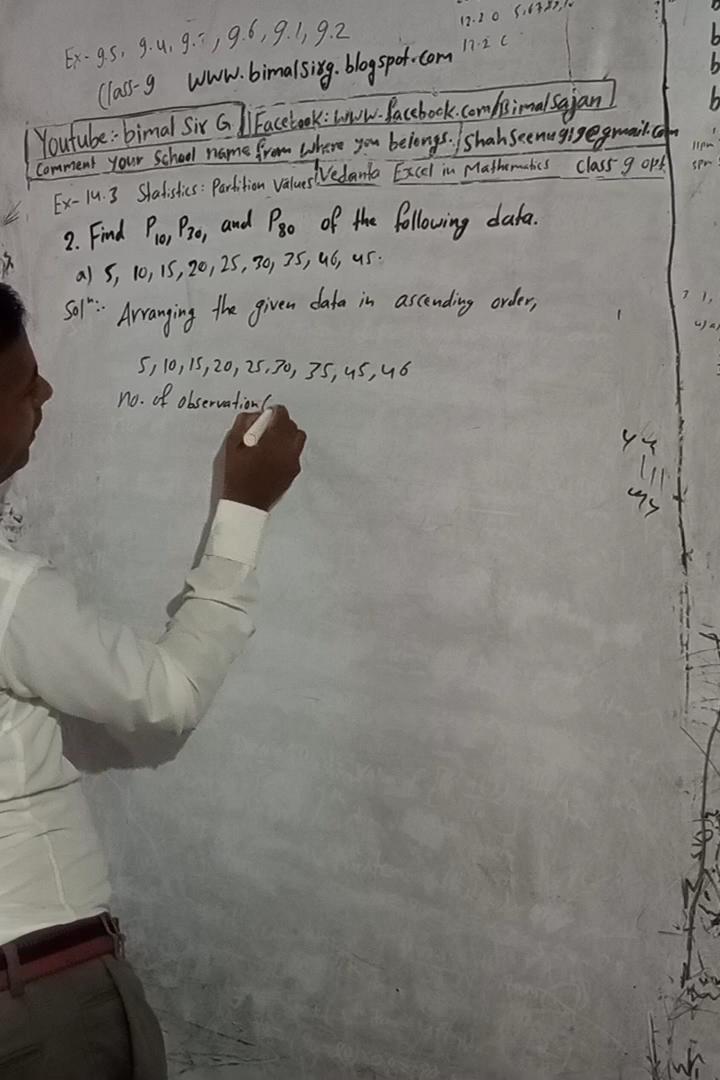 Ex- 9.5, 9.4, 9. , 9.6, 9.1, 9.2
Class-9 www.bimalsirg.blogspot.com
Youtube:- bimal Sir G Facebook: www.facebook.com/Bimalsajan
Comment your School name from where you belongs. / shahseenu919@gmail.com
Ex- 14.3 Statistics: Partition Values / Vedanta Excel in Mathematics class 9 opt
2. Find P10, P30, and P80 of the following data.
a) 5, 10, 15, 20, 25, 30, 35, 46, 45.
Solⁿ:- Arranging the given data in ascending order,
5, 10, 15, 20, 25, 30, 35, 45, 46
no. of observation(